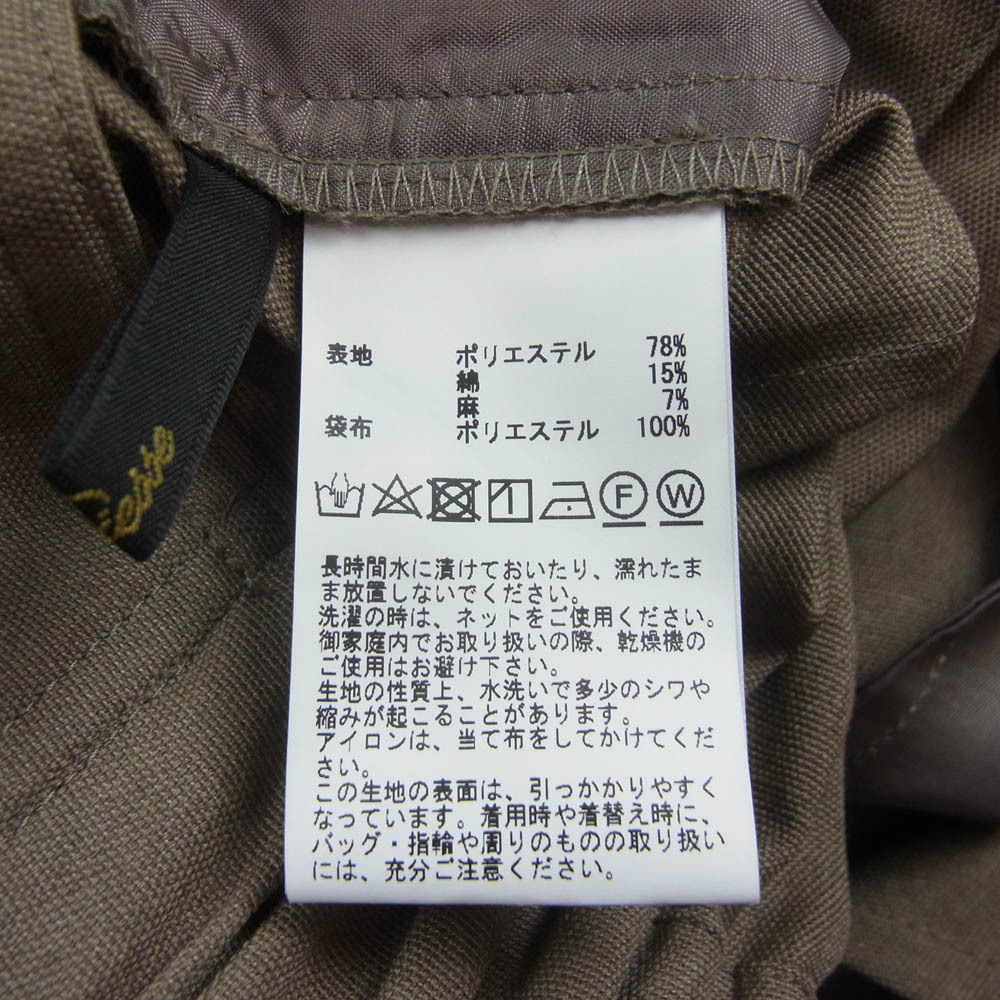 表地 ポリエステル 78%
綿 15%
麻 7%
袋布 ポリエステル 100%
F W
長時間水に漬けておいたり、濡れたま
ま放置しないでください。
洗濯の時は、ネットをご使用ください。
御家庭内でお取り扱いの際、乾燥機の
ご使用はお避け下さい。
生地の性質上、水洗いで多少のシワや
縮みが起こることがあります。
アイロンは、当て布をしてかけてくだ
さい。
この生地の表面は、引っかかりやすく
なっています。着用時や着替え時に、
バッグ・指輪や周りのものの取り扱い
には、充分ご注意ください。